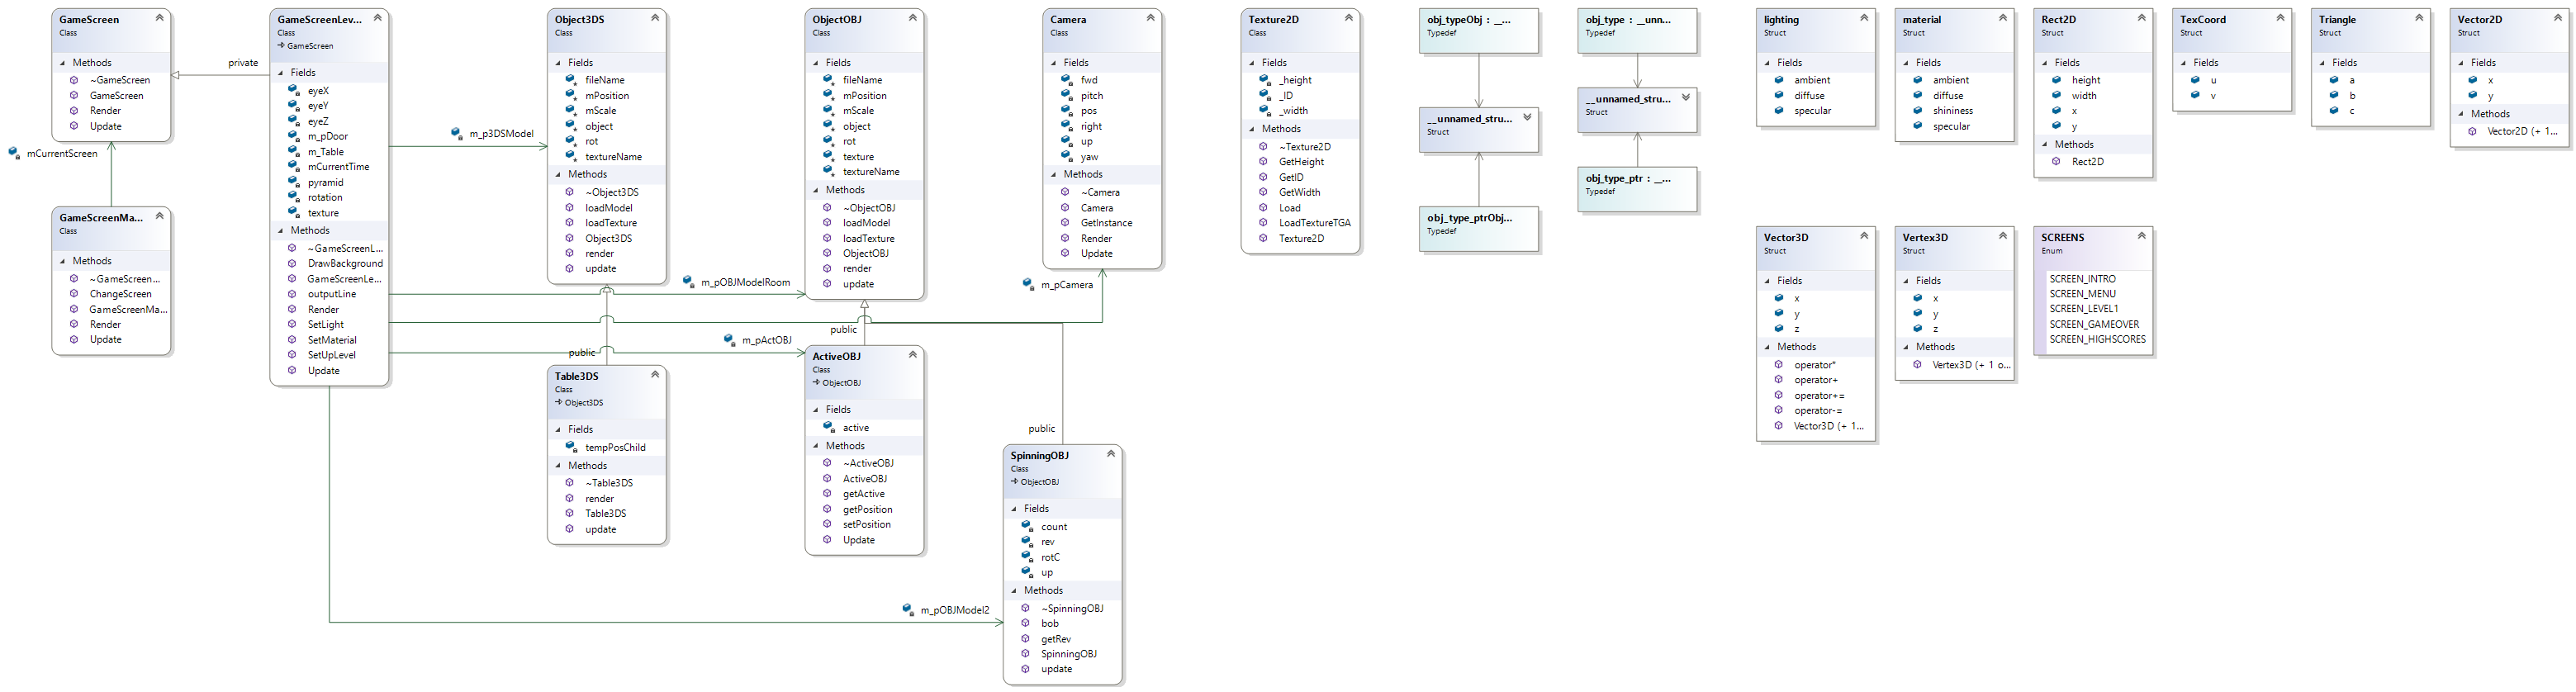 GameScreen
Class
Methods
~GameScreen
GameScreen
Render
Update
mCurrentScreen
GameScreenMa...
Class
Methods
~GameScreen...
ChangeScreen
GameScreenMa...
Render
Update
private
GameScreenLev...
Class
GameScreen
Fields
eyeX
eyeY
eyeZ
m_pDoor
m_Table
mCurrentTime
pyramid
rotation
texture
Methods
~GameScreenL...
DrawBackground
GameScreenLe...
outputLine
Render
SetLight
SetMaterial
SetUpLevel
Update
m_p3DSModel
Object3DS
Class
Fields
fileName
mPosition
mScale
object
rot
textureName
Methods
~Object3DS
loadModel
loadTexture
Object3DS
render
update
public
Table3DS
Class
Object3DS
Fields
tempPosChild
Methods
~Table3DS
render
Table3DS
update
m_pOBJModelRoom
m_pActOBJ
ObjectOBJ
Class
Fields
fileName
mPosition
mScale
object
rot
texture
textureName
Methods
~ObjectOBJ
loadModel
loadTexture
ObjectOBJ
render
update
public
ActiveOBJ
Class
ObjectOBJ
Fields
active
Methods
~ActiveOBJ
ActiveOBJ
getActive
getPosition
setPosition
Update
m_pOBJModel2
Camera
Class
Fields
fwd
pitch
pos
right
up
yaw
Methods
~Camera
Camera
GetInstance
Render
Update
m_pCamera
public
SpinningOBJ
Class
ObjectOBJ
Fields
count
rev
rotC
up
Methods
~SpinningOBJ
bob
getRev
SpinningOBJ
update
Texture2D
Class
Fields
_height
_ID
_width
Methods
~Texture2D
GetHeight
GetID
GetWidth
Load
LoadTextureTGA
Texture2D
obj_typeObj : __...
Typedef
__unnamed_stru...
Struct
obj_type_ptrObj...
Typedef
obj_type : __unn...
Typedef
__unnamed_stru...
Struct
obj_type_ptr : __...
Typedef
lighting
Struct
Fields
ambient
diffuse
specular
material
Struct
Fields
ambient
diffuse
shininess
specular
Rect2D
Struct
Fields
height
width
x
y
Methods
Rect2D
TexCoord
Struct
Fields
u
v
Triangle
Struct
Fields
a
b
c
Vector2D
Struct
Fields
x
y
Methods
Vector2D (+ 1...
Vector3D
Struct
Fields
x
y
z
Methods
operator*
operator+
operator+=
operator-=
Vector3D (+ 1...
Vertex3D
Struct
Fields
x
y
z
Methods
Vertex3D (+ 1 o...
SCREENS
Enum
SCREEN_INTRO
SCREEN_MENU
SCREEN_LEVEL1
SCREEN_GAMEOVER
SCREEN_HIGHSCORES